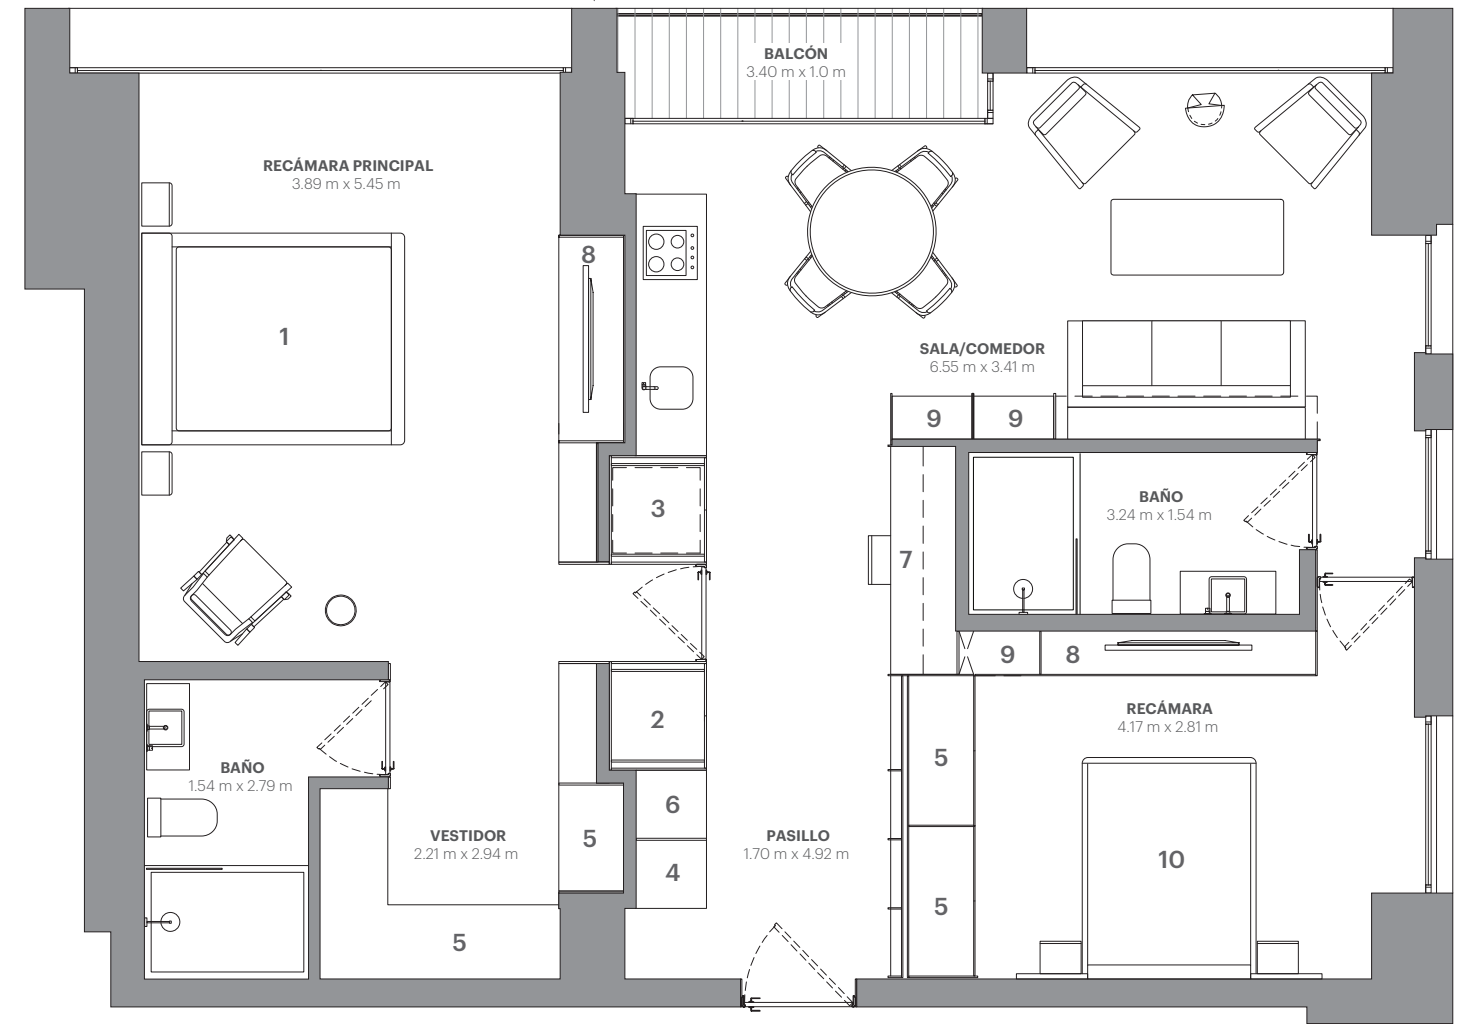 BALCÓN
3.40 m x 1.0 m
RECÁMARA PRINCIPAL
3.89 m x 5.45 m
8
1
SALA/COMEDOR
6.55 m x 3.41 m
9
9
3
BAÑO
3.24 m x 1.54 m
7
9
8
2
RECÁMARA
4.17 m x 2.81 m
5
BAÑO
1.54 m x 2.79 m
6
VESTIDOR
2.21 m x 2.94 m
5
PASILLO
1.70 m x 4.92 m
4
10
5
5